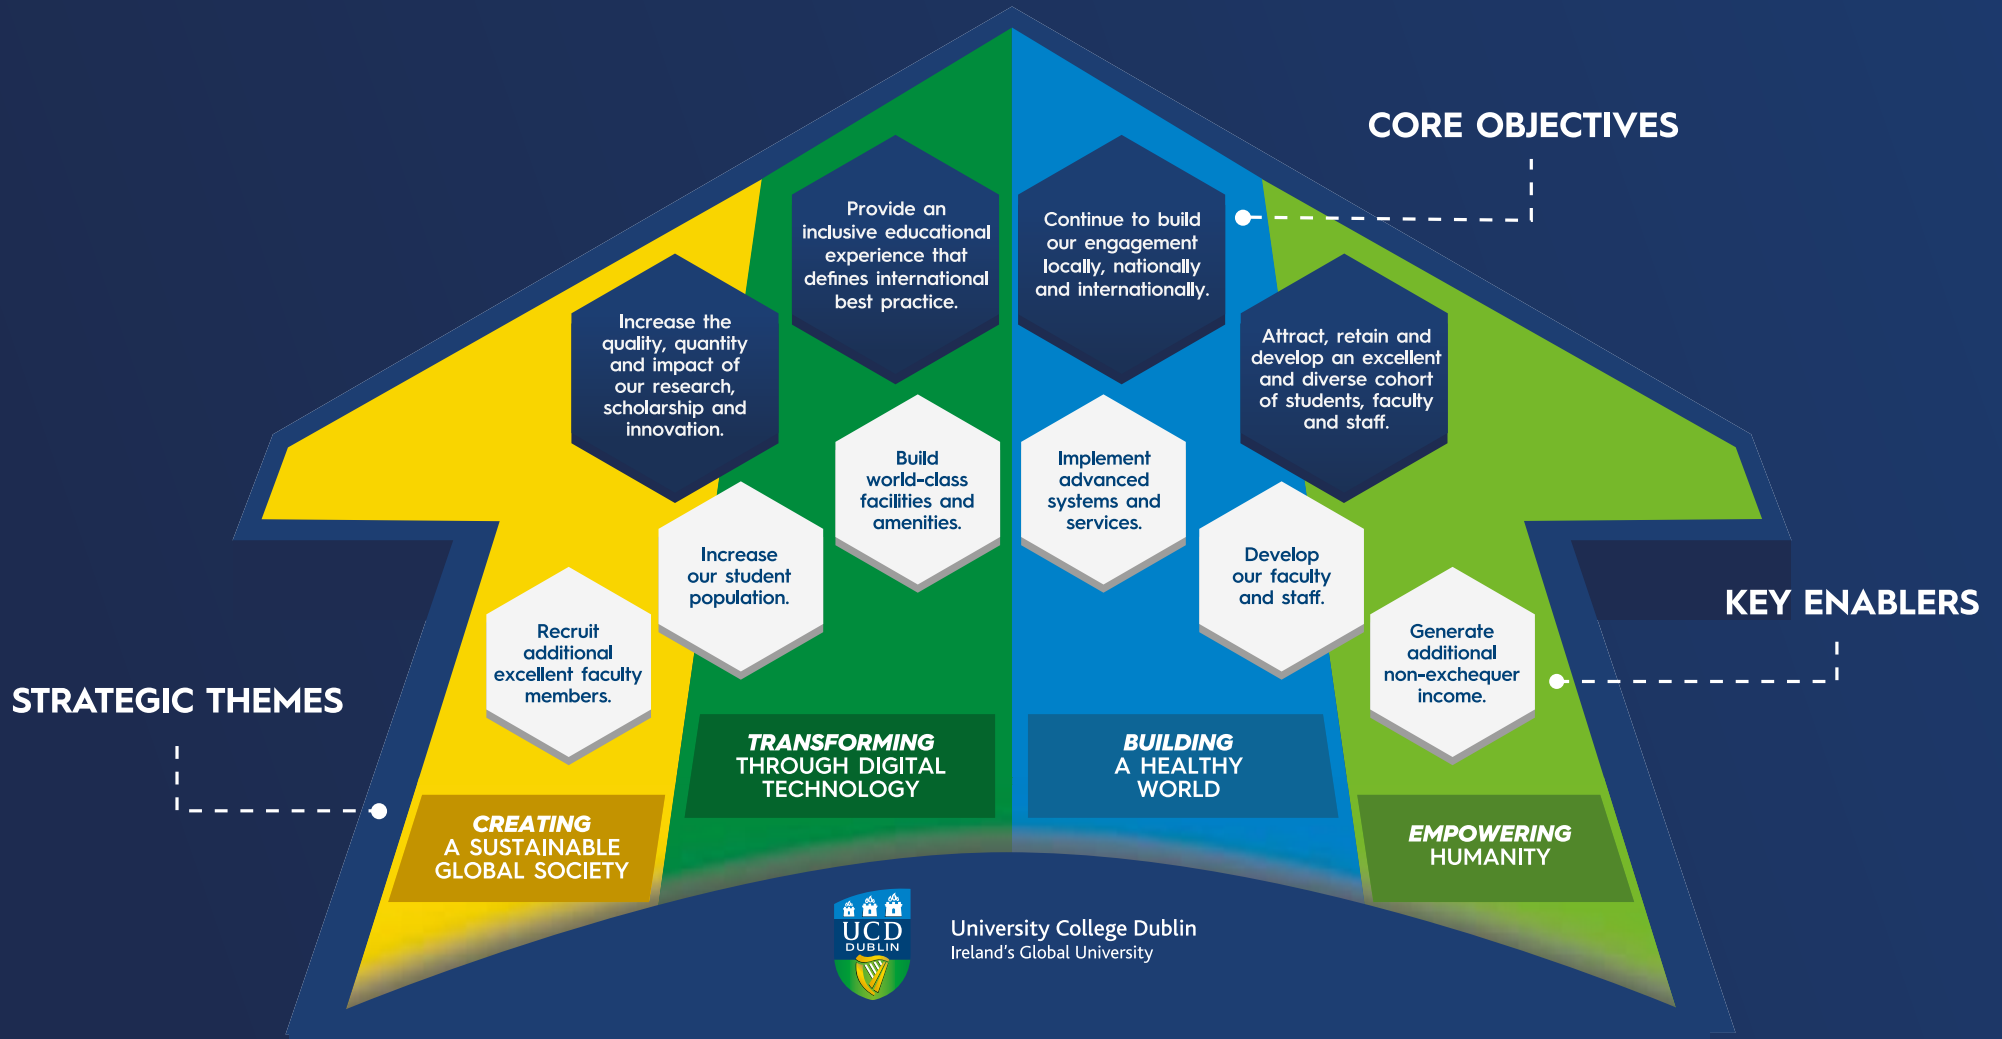 CORE OBJECTIVES
Provide an
inclusive educational
experience that
defines international
best practice.
Continue to build
our engagement
locally, nationally
and internationally.
Increase the
quality, quantity
and impact of
our research,
scholarship and
innovation.
Attract, retain and
develop an excellent
and diverse cohort
of students, faculty
and staff.
Build
world-class
facilities and
amenities.
Implement
advanced
systems and
services.
Increase
our student
population.
Develop
our faculty
and staff.
KEY ENABLERS
Recruit
additional
excellent faculty
members.
Generate
additional
non-exchequer
income.
STRATEGIC THEMES
TRANSFORMING
THROUGH DIGITAL
TECHNOLOGY
BUILDING
A HEALTHY
WORLD
CREATING
A SUSTAINABLE
GLOBAL SOCIETY
EMPOWERING
HUMANITY
UCD
DUBLIN
University College Dublin
Ireland's Global University